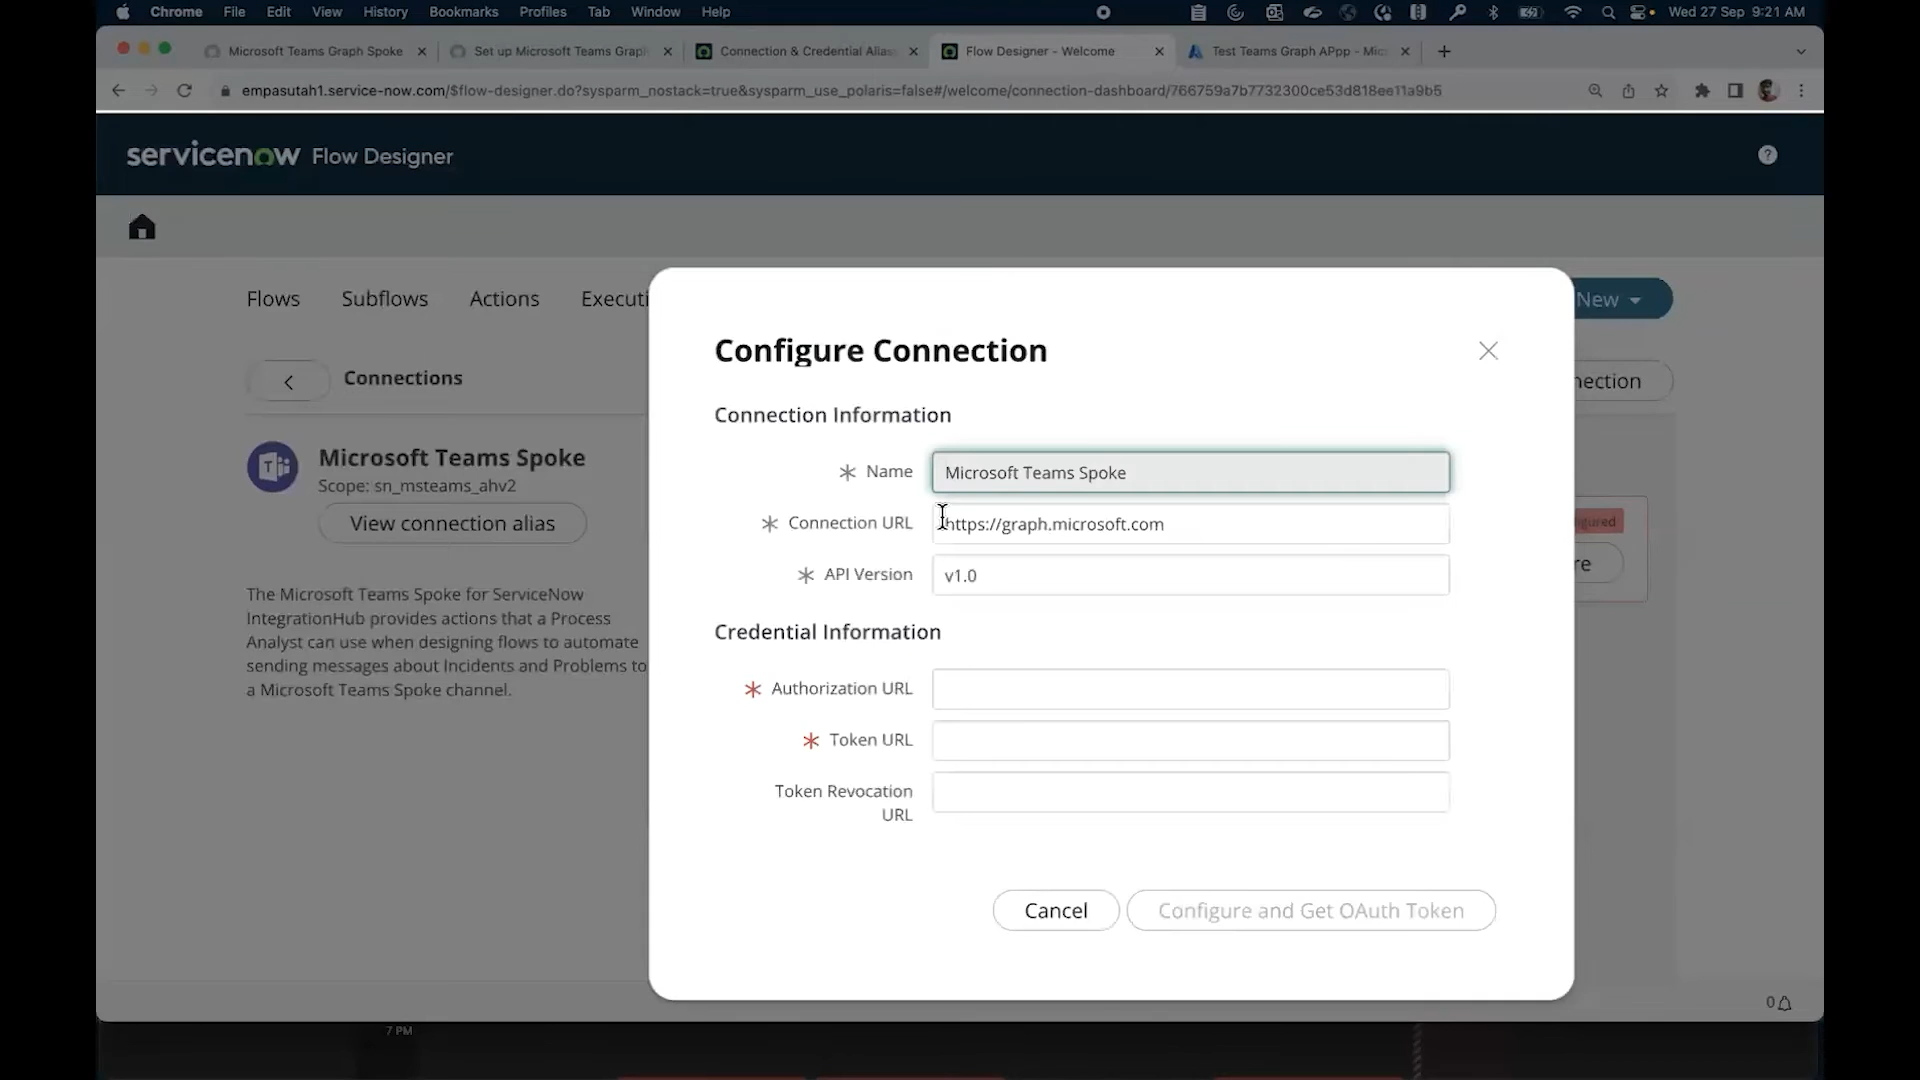 Chrome File Edit View History Bookmarks Profiles Tab Window Help Wed 27 Sep 9:21 AM
Microsoft Teams Graph Spoke
Set up Microsoft Teams Grap
Connection & Credential Alias
Flow Designer - Welcome
Test Teams Graph APpp - Mic
empasutah1.service-now.com/$flow-designer.do?sysparm_nostack=true&sysparm_use_polaris=false#/welcome/connection-dashboard/766759a7b7732300ce53d818ee11a9b5
servicenow Flow Designer
Flows Subflows Actions Executi
New
Connections
nection
Microsoft Teams Spoke
Scope: sn_msteams_ahv2
View connection alias
The Microsoft Teams Spoke for ServiceNow
IntegrationHub provides actions that a Process
Analyst can use when designing flows to automate
sending messages about Incidents and Problems to
a Microsoft Teams Spoke channel.
gured
re
Configure Connection
Connection Information
Name
Microsoft Teams Spoke
Connection URL
https://graph.microsoft.com
API Version
v1.0
Credential Information
Authorization URL
Token URL
Token Revocation
URL
Cancel
Configure and Get OAuth Token
0
7 PM